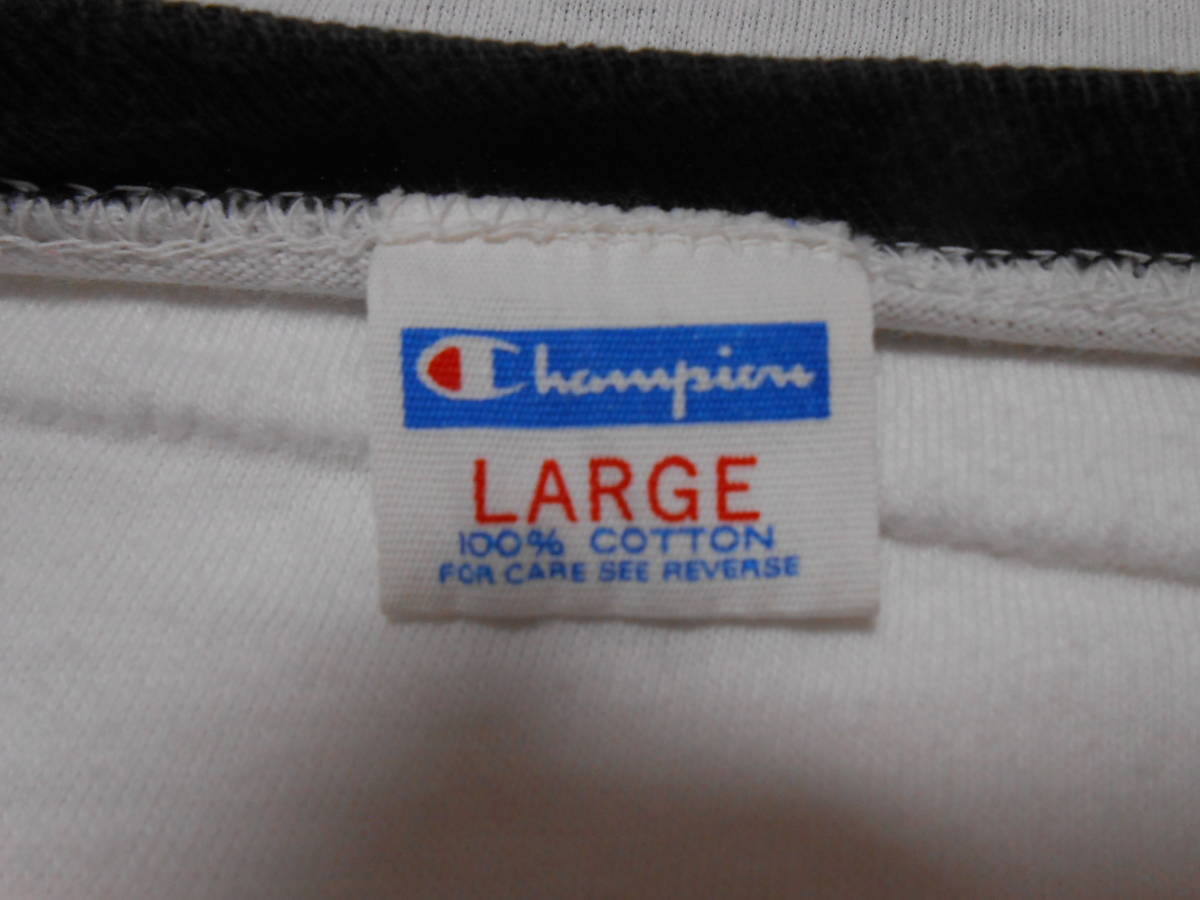 Champion
LARGE
100% COTTON
FOR CARE SEE REVERSE